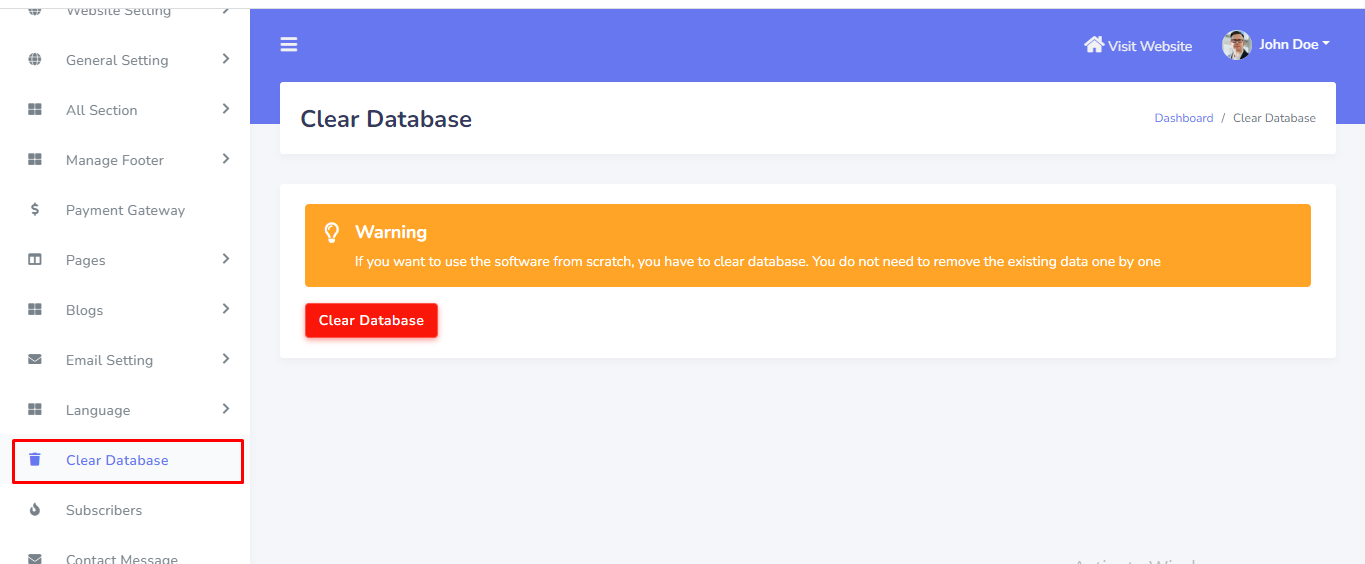 Website Setting
General Setting
All Section
Manage Footer
Payment Gateway
Pages
Blogs
Email Setting
Language
Clear Database
Subscribers
Contact Message
Visit Website
John Doe
Clear Database
Dashboard / Clear Database
Warning
If you want to use the software from scratch, you have to clear database. You do not need to remove the existing data one by one
Clear Database